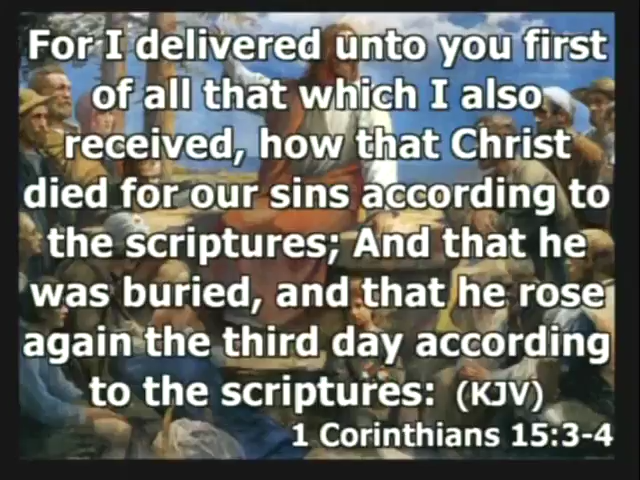 For I delivered unto you first
of all that which I also
received, how that Christ
died for our sins according to
the scriptures; And that he
was buried, and that he rose
again the third day according
to the scriptures: (KJV)
1 Corinthians 15:3-4